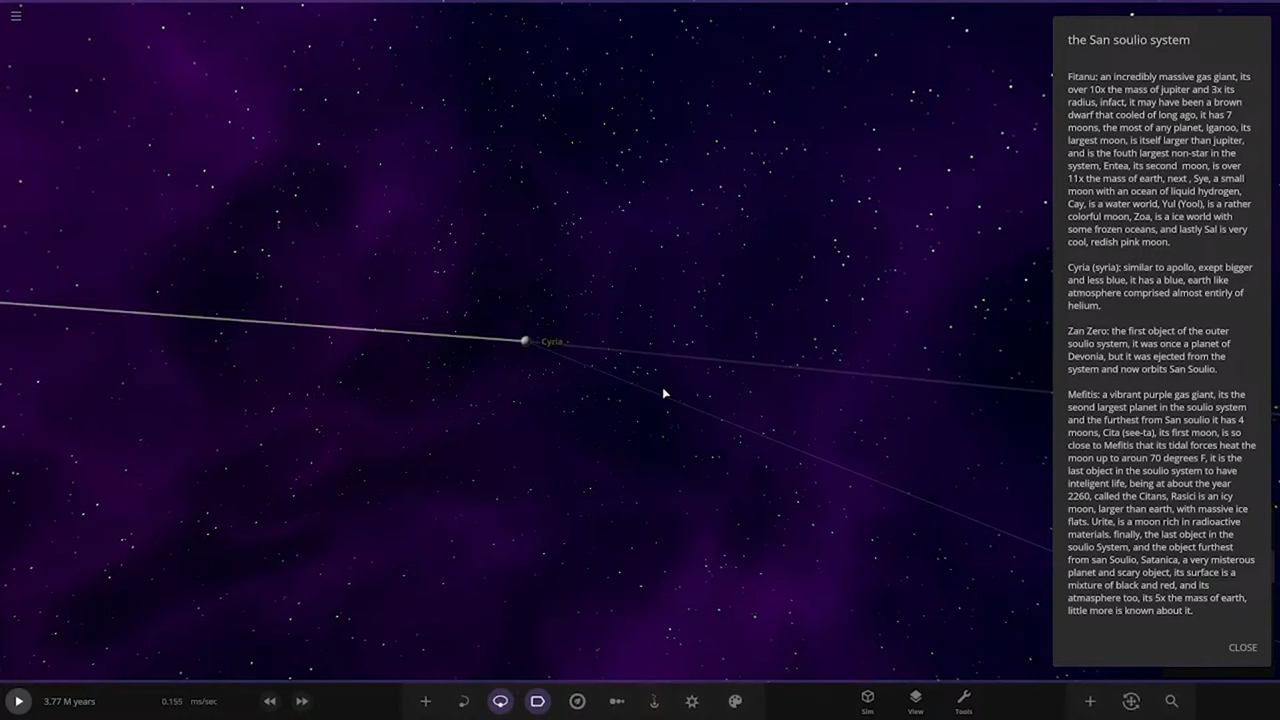 the San soulio system
Fitanu: an incredibly massive gas giant, its
over 10x the mass of jupiter and 3x its
radius, infact, it may have been a brown
dwarf that cooled of long ago, it has 7
moons, the most of any planet, Iganoo, its
largest moon, is itself larger than jupiter,
and is the fouth largest non-star in the
system, Entea, its second moon, is over
11x the mass of earth, next , Sye, a small
moon with an ocean of liquid hydrogen,
Cay, is a water world, Yul (Yool), is a rather
colorful moon, Zoa, is a ice world with
some frozen oceans, and lastly Sal is very
cool, redish pink moon.
Cyria (syria): similar to apollo, exept bigger
and less blue, it has a blue, earth like
atmosphere comprised almost entirly of
helium.
Zan Zero: the first object of the outer
soulio system, it was once a planet of
Devonia, but it was ejected from the
system and now orbits San Soulio.
Mefitis: a vibrant purple gas giant, its the
seond largest planet in the soulio system
and the furthest from San soulio it has 4
moons, Cita (see-ta), its first moon, is so
close to Mefitis that its tidal forces heat the
moon up to aroun 70 degrees F, it is the
last object in the soulio system to have
inteligent life, being at about the year
2260, called the Citans, Rasici is an icy
moon, larger than earth, with massive ice
flats. Urite, is a moon rich in radioactive
materials. finally, the last object in the
soulio System, and the object furthest
from san Soulio, Satanica, a very misterous
planet and scary object, its surface is a
mixture of black and red, and its
atmasphere too, its 5x the mass of earth,
little more is known about it.
CLOSE
Cyria
3.77 M years
0.155 ms/sec
Sim
View
Tools